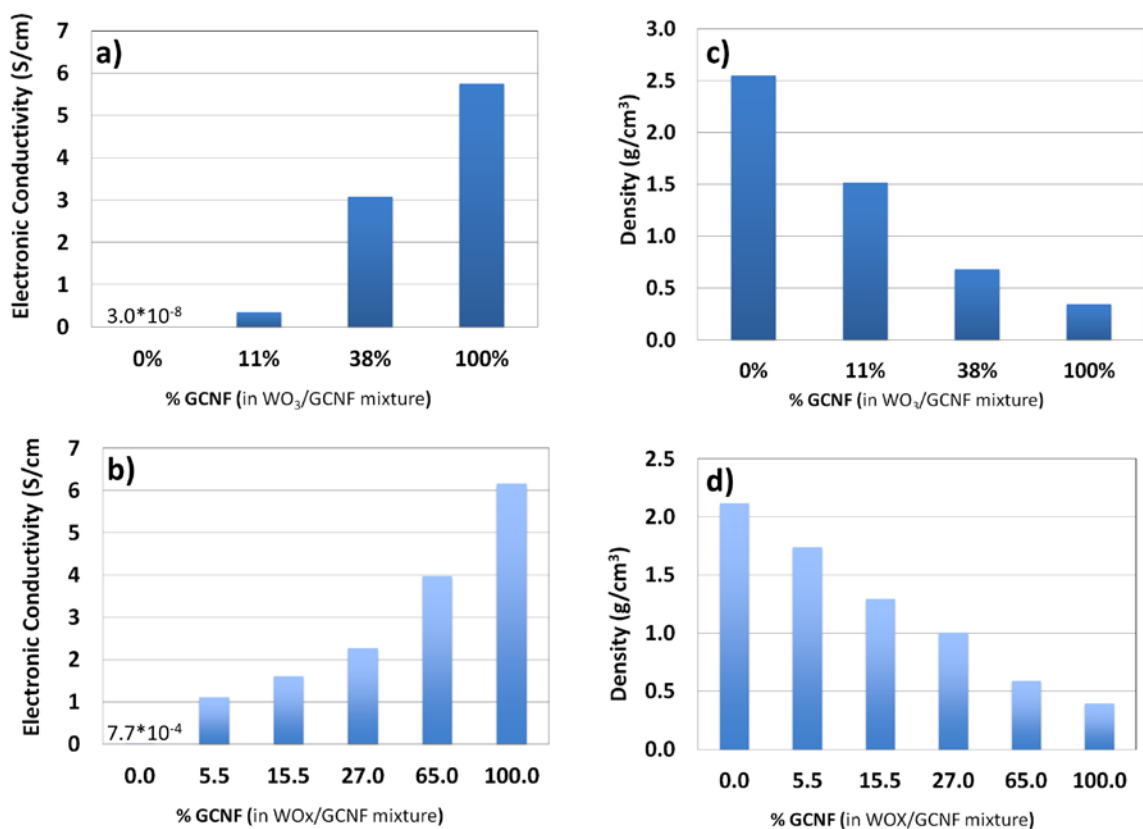 a)
Electronic Conductivity (S/cm)
7
6
5
4
3
2
1
0
3.0*10⁻⁸
0% 11% 38% 100%
% GCNF (in WO₃/GCNF mixture)
c)
Density (g/cm³)
3.0
2.5
2.0
1.5
1.0
0.5
0.0
0% 11% 38% 100%
% GCNF (in WO₃/GCNF mixture)
b)
Electronic Conductivity (S/cm
7
6
5
4
3
2
1
0
7.7*10⁻⁴
0.0 5.5 15.5 27.0 65.0 100.0
% GCNF (in WOx/GCNF mixture)
d)
Density (g/cm³)
2.5
2.0
1.5
1.0
0.5
0.0
0.0 5.5 15.5 27.0 65.0 100.0
% GCNF (in WOX/GCNF mixture)